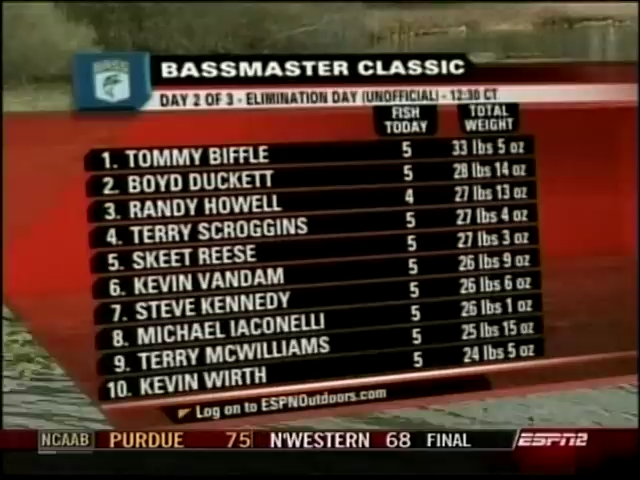 BASS
BASSMASTER CLASSIC
DAY 2 OF 3 - ELIMINATION DAY (UNOFFICIAL) - 12:30 CT
FISH TODAY TOTAL WEIGHT
1. TOMMY BIFFLE 5 33 lbs 5 oz
2. BOYD DUCKETT 5 28 lbs 14 oz
3. RANDY HOWELL 4 27 lbs 13 oz
4. TERRY SCROGGINS 5 27 lbs 4 oz
5. SKEET REESE 5 27 lbs 3 oz
6. KEVIN VANDAM 5 26 lbs 9 oz
7. STEVE KENNEDY 5 26 lbs 6 oz
8. MICHAEL IACONELLI 5 26 lbs 1 oz
9. TERRY MCWILLIAMS 5 25 lbs 15 oz
10. KEVIN WIRTH 5 24 lbs 5 oz
Log on to ESPNOutdoors.com
NCAAB PURDUE 75 N'WESTERN 68 FINAL ESPN2